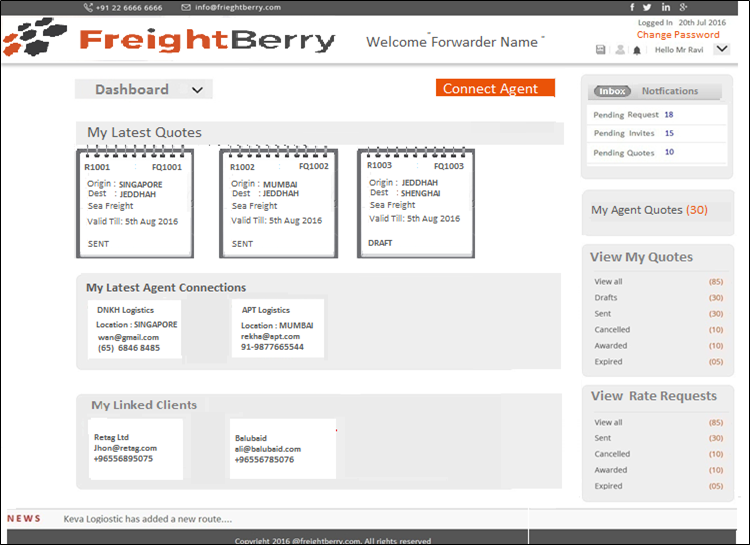 +91 22 6666 6666 info@freightberry.com
Logged In 20th Jul 2016
Change Password
FreightBerry
Welcome Forwarder Name
Hello Mr Ravi
Dashboard
Connect Agent
Inbox Notfications
Pending Request 18
Pending Invites 15
Pending Quotes 10
My Latest Quotes
R1001 FQ1001
Origin : SINGAPORE
Dest : JEDDHAH
Sea Freight
Valid Till: 5th Aug 2016
SENT
R1002 FQ1002
Origin : MUMBAI
Dest : JEDDHAH
Sea Freight
Valid Till: 5th Aug 2016
SENT
R1003 FQ1003
Origin : JEDDHAH
Dest : SHENGHAI
Sea Freight
Valid Till: 5th Aug 2016
DRAFT
My Agent Quotes (30)
View My Quotes
View all (85)
Drafts (30)
Sent (30)
Cancelled (10)
Awarded (10)
Expired (05)
My Latest Agent Connections
DNKH Logistics
Location : SINGAPORE
wan@gmail.com
(65) 6846 8485
APT Logistics
Location : MUMBAI
rekha@apt.com
91-9877665544
View Rate Requests
View all (85)
Sent (30)
Cancelled (10)
Awarded (10)
Expired (05)
My Linked Clients
Retag Ltd
Jhon@retag.com
+96556895075
Balubaid
ali@balubaid.com
+96556785076
NEWS Keva Logiostic has added a new route....
Copyright 2016 @freightberry.com. All rights reserved